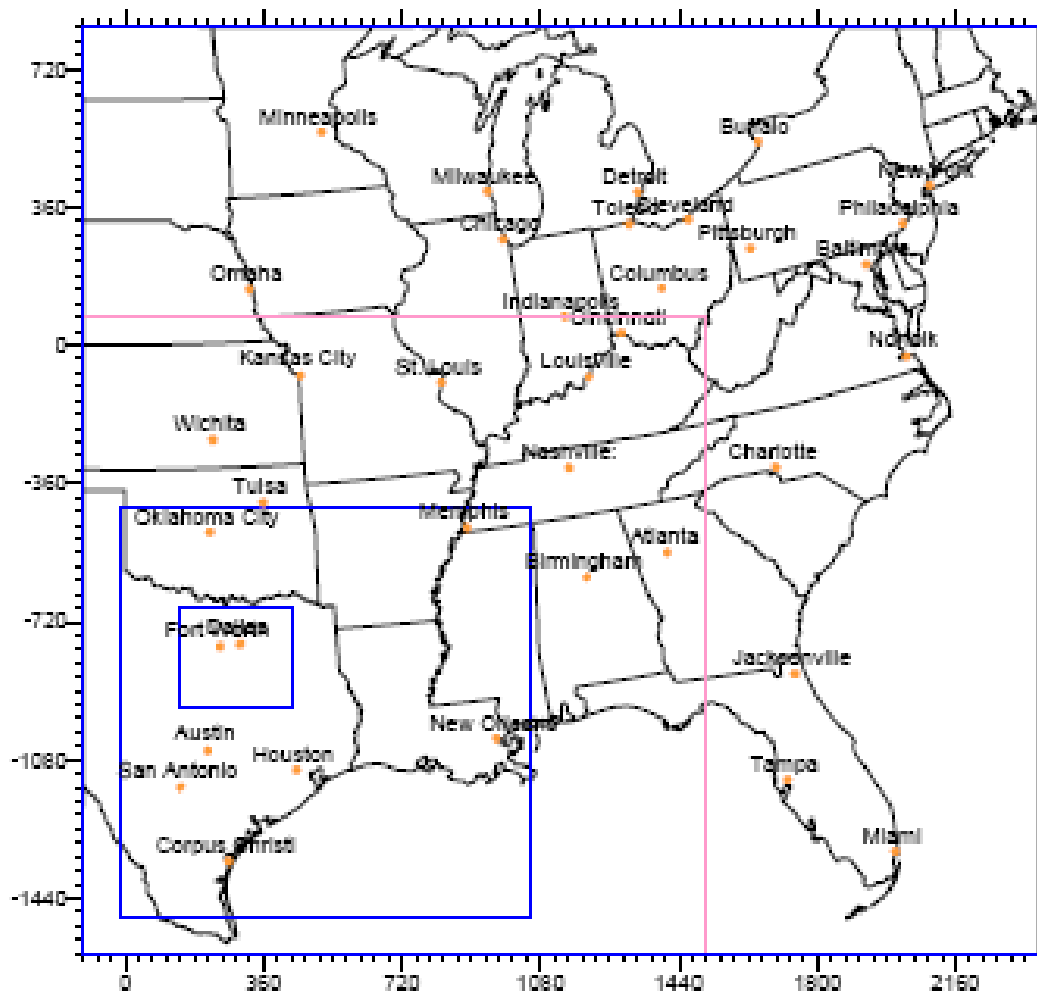 720
Minneapolis
Buffalo
Milwaukee
Detroit
New York
360
Chicago
Toledo
Cleveland
Philadelphia
Pittsburgh
Baltimore
Omaha
Columbus
Indianapolis
Cincinnati
0
Kansas City
St. Louis
Louisville
Norfolk
Wichita
Nashville
Charlotte
-360
Tulsa
Oklahoma City
Memphis
Atlanta
Birmingham
-720
Fort Worth
Dallas
Jacksonville
Austin
New Orleans
-1080
San Antonio
Houston
Tampa
Corpus Christi
Miami
-1440
0 360 720 1080 1440 1800 2160